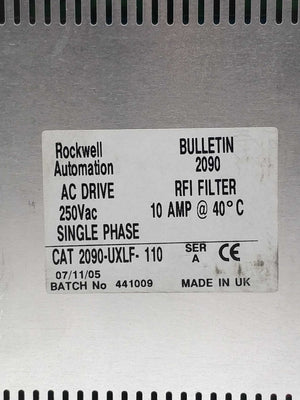 Rockwell Automation
BULLETIN 2090
AC DRIVE RFI FILTER
250Vac 10 AMP @ 40°C
SINGLE PHASE
CAT 2090-UXLF- 110 SER A CE
07/11/05
BATCH No 441009 MADE IN UK